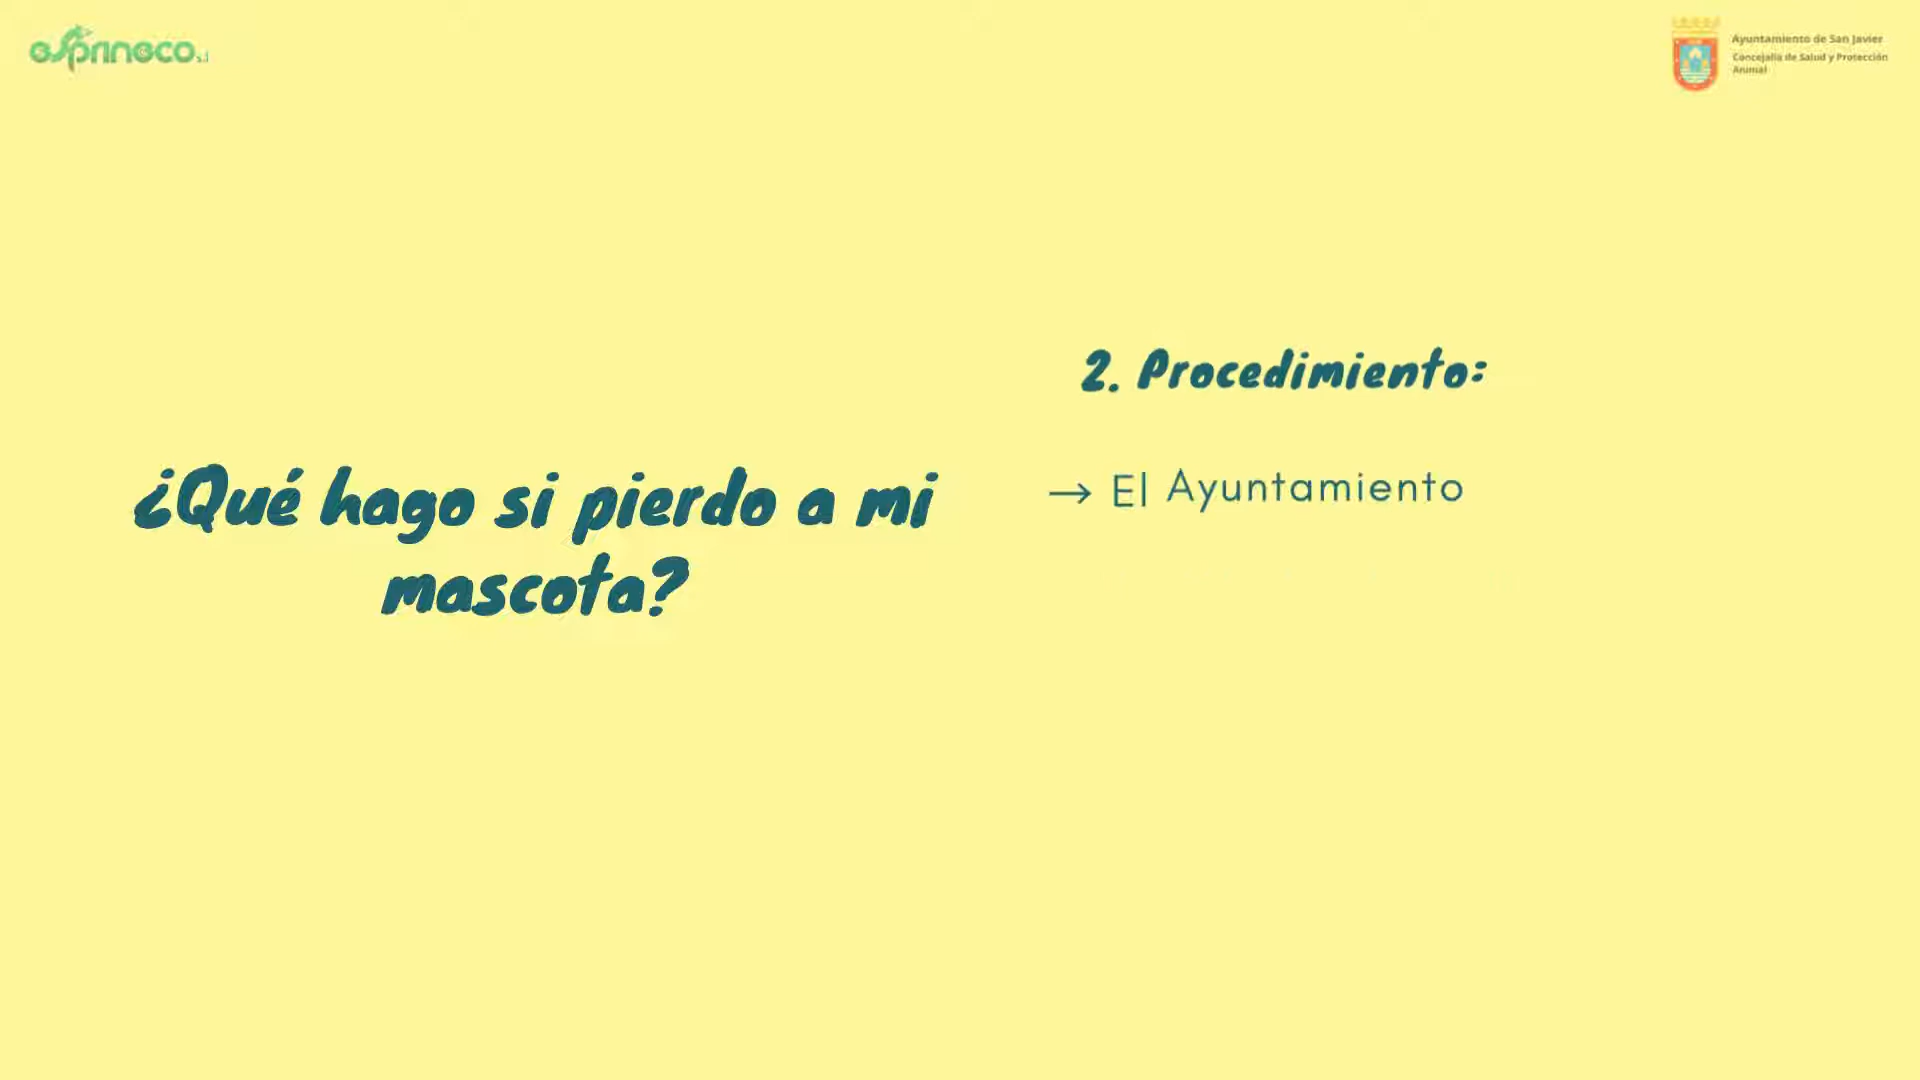 esprineco s.l
Ayuntamiento de San Javier
Concejalía de Salud y Protección
Animal
2. Procedimiento:
¿Qué hago si pierdo a mi
mascota?
→ El Ayuntamiento